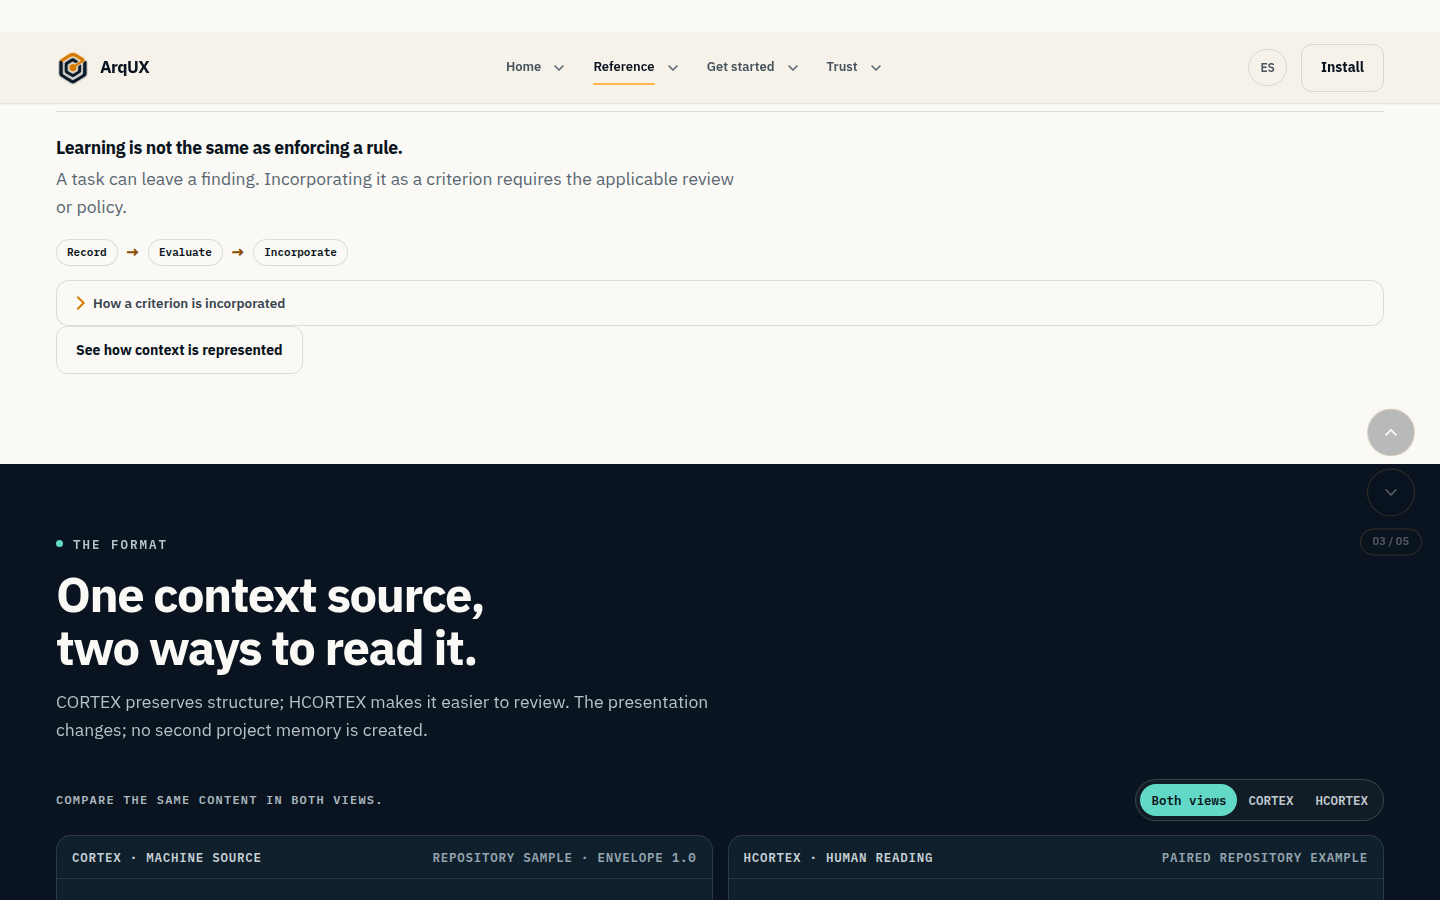 ArqUX
Home
Reference
Get started
Trust
ES
Install
Learning is not the same as enforcing a rule.
A task can leave a finding. Incorporating it as a criterion requires the applicable review
or policy.
Record → Evaluate → Incorporate
How a criterion is incorporated
See how context is represented
03 / 05
THE FORMAT
One context source,
two ways to read it.
CORTEX preserves structure; HCORTEX makes it easier to review. The presentation
changes; no second project memory is created.
COMPARE THE SAME CONTENT IN BOTH VIEWS.
Both views
CORTEX
HCORTEX
CORTEX · MACHINE SOURCE
REPOSITORY SAMPLE · ENVELOPE 1.0
HCORTEX · HUMAN READING
PAIRED REPOSITORY EXAMPLE